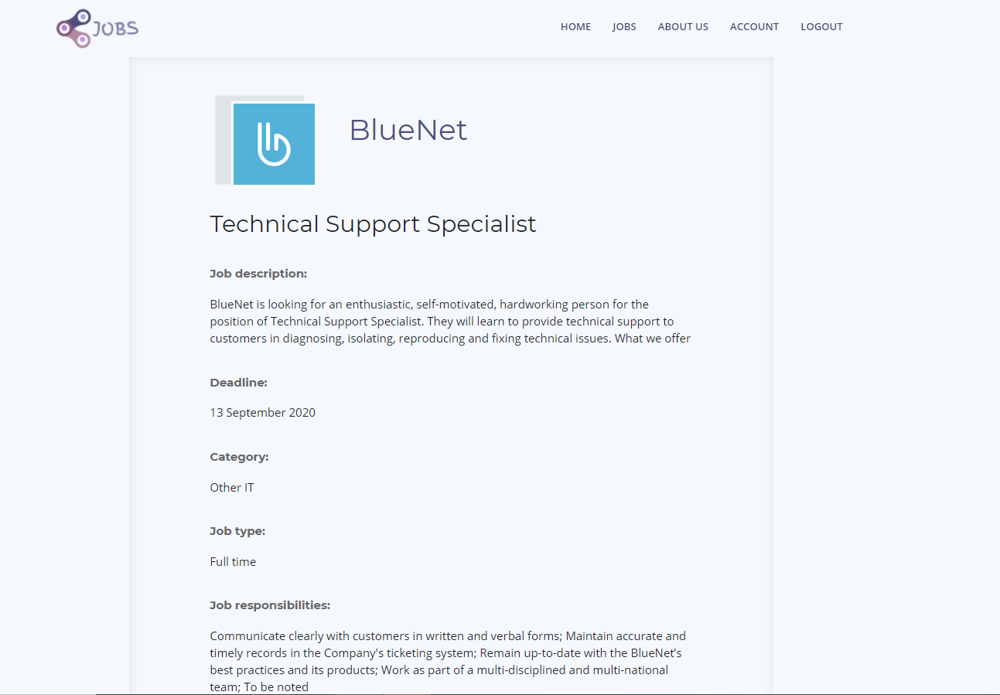 JOBS
HOME JOBS ABOUT US ACCOUNT LOGOUT
BlueNet
Technical Support Specialist
Job description:
BlueNet is looking for an enthusiastic, self-motivated, hardworking person for the
position of Technical Support Specialist. They will learn to provide technical support to
customers in diagnosing, isolating, reproducing and fixing technical issues. What we offer
Deadline:
13 September 2020
Category:
Other IT
Job type:
Full time
Job responsibilities:
Communicate clearly with customers in written and verbal forms; Maintain accurate and
timely records in the Company's ticketing system; Remain up-to-date with the BlueNet’s
best practices and its products; Work as part of a multi-disciplined and multi-national
team; To be noted